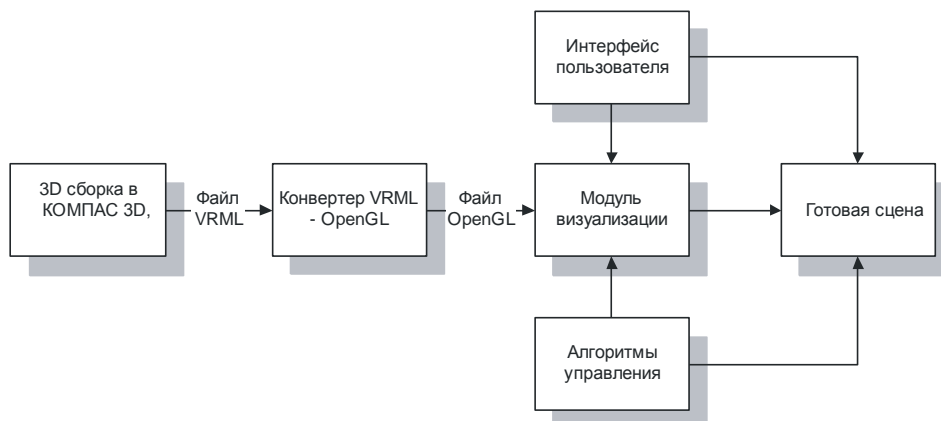 Интерфейс
пользователя
3D сборка в
КОМПАС 3D,
Файл
VRML
Конвертер VRML
- OpenGL
Файл
OpenGL
Модуль
визуализации
Готовая сцена
Алгоритмы
управления